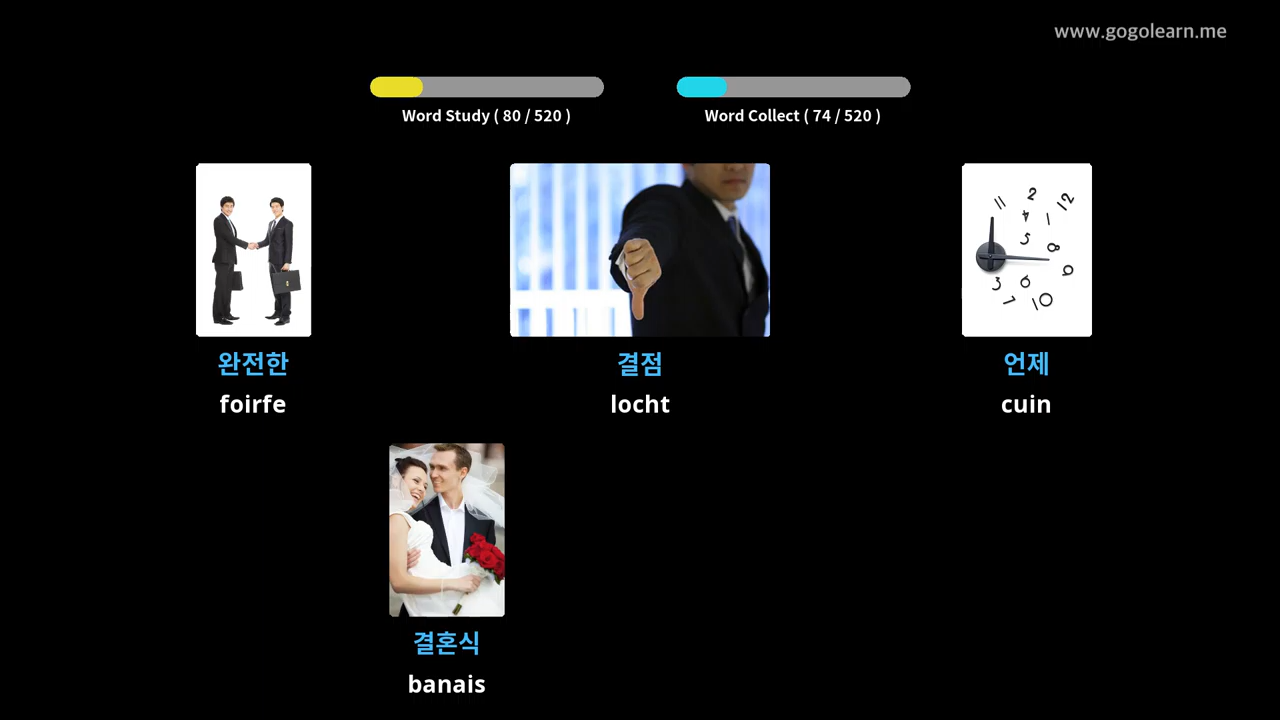 www.gogolearn.me
Word Study ( 80 / 520 )
Word Collect ( 74 / 520 )
완전한
foirfe
결점
locht
언제
cuin
결혼식
banais